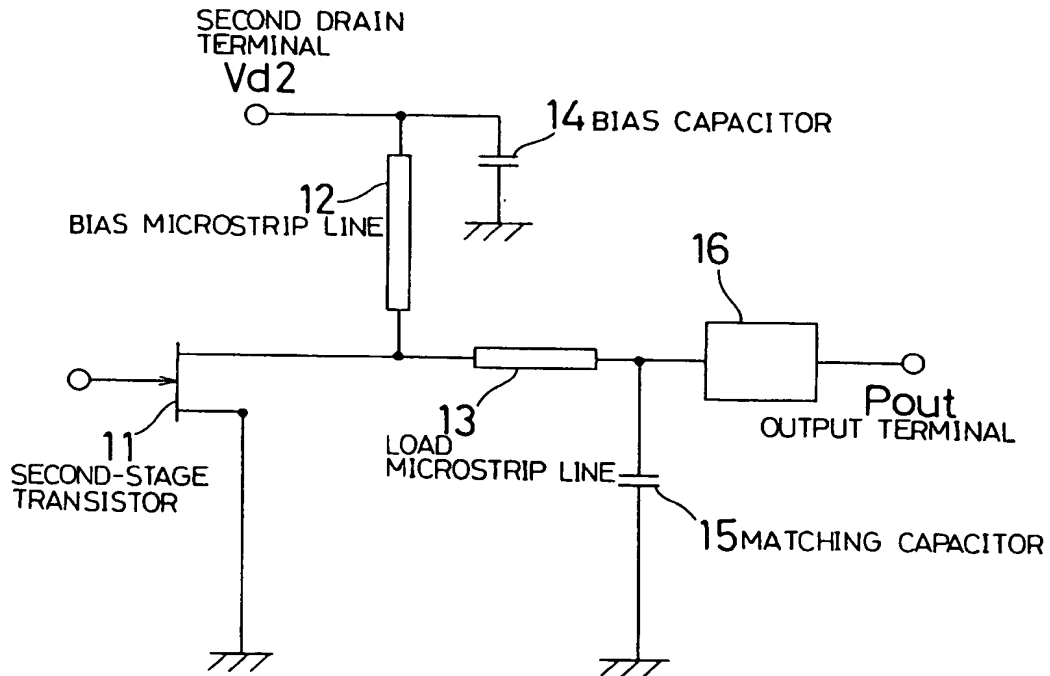 SECOND DRAIN
TERMINAL
Vd2
14 BIAS CAPACITOR
12
BIAS MICROSTRIP LINE
16
11
SECOND-STAGE
TRANSISTOR
13
LOAD
MICROSTRIP LINE
Pout
OUTPUT TERMINAL
15 MATCHING CAPACITOR